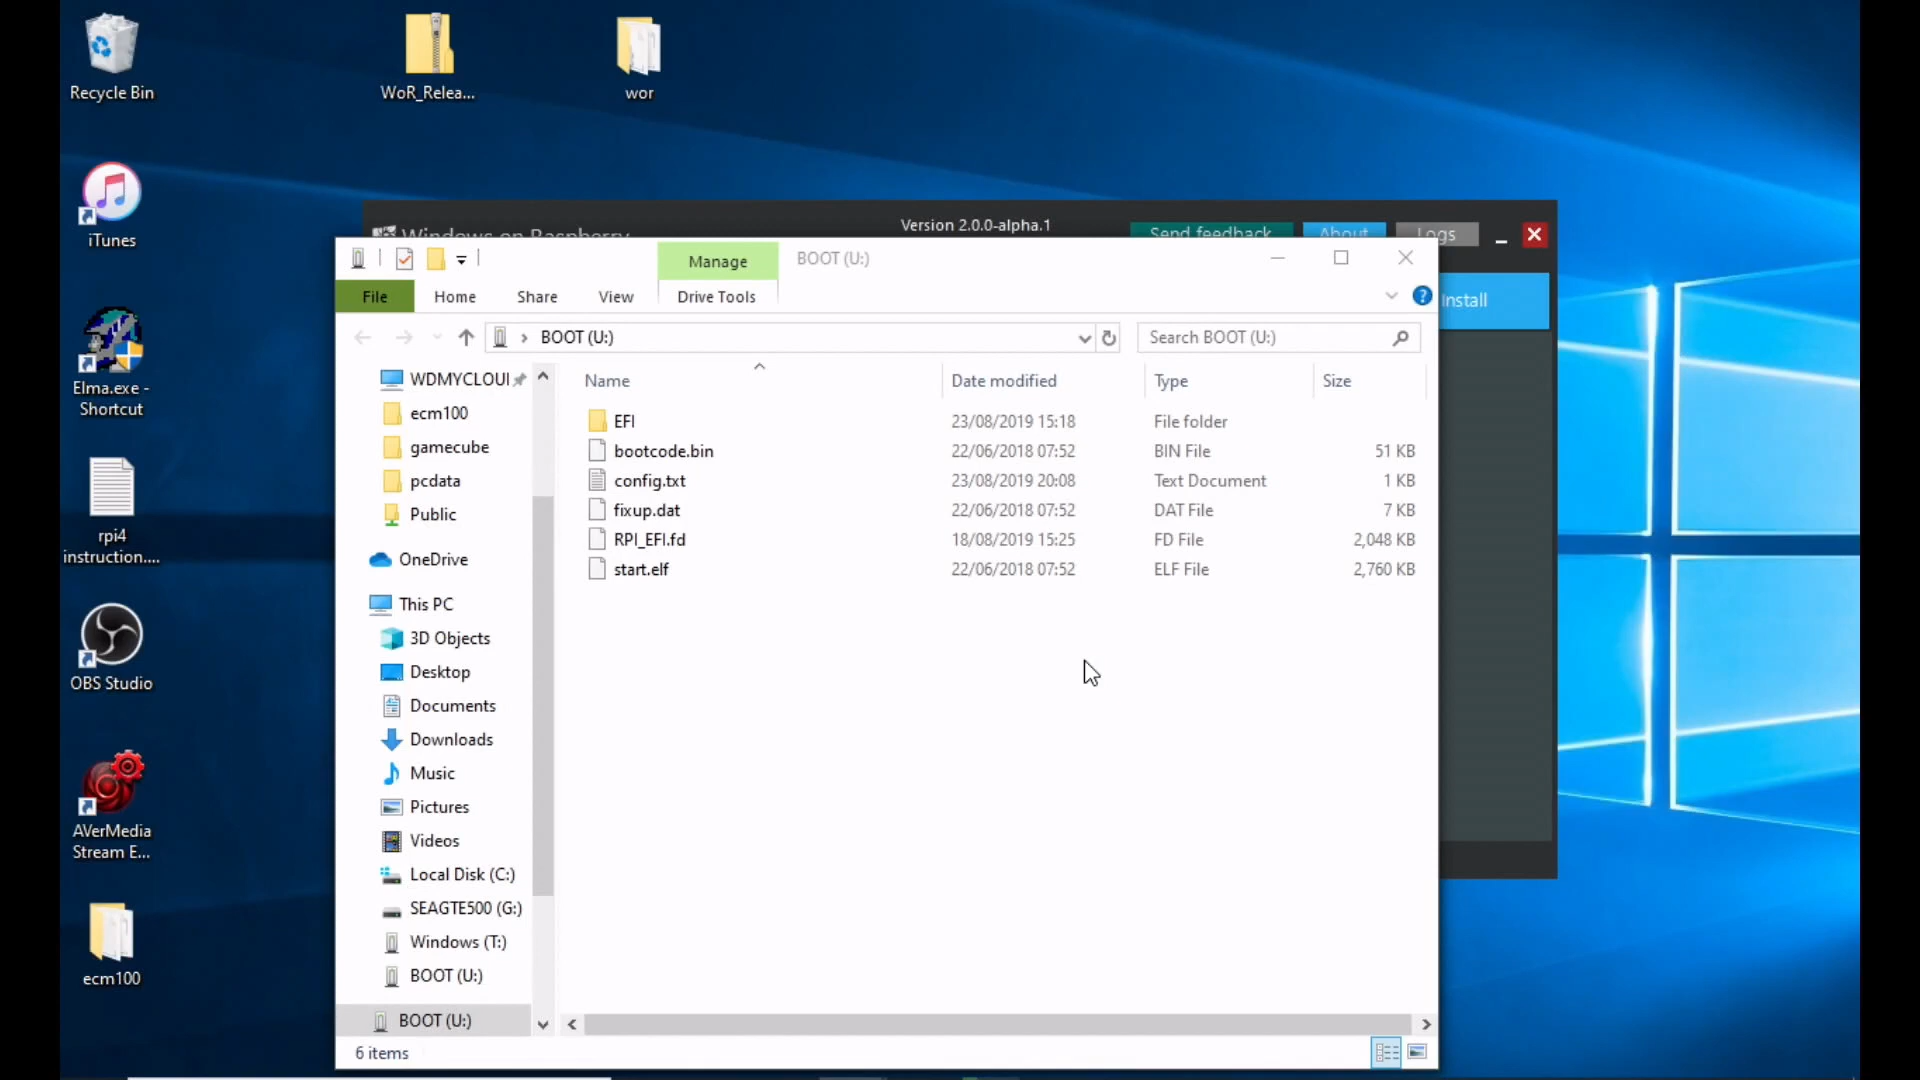 Recycle Bin
WoR_Relea...
wor
iTunes
Elma.exe -
Shortcut
rpi4
instruction....
OBS Studio
AVerMedia
Stream E...
ecm100
Windows on Raspberry
Version 2.0.0-alpha.1
Send feedback
About
Logs
Install
Manage
BOOT (U:)
File
Home
Share
View
Drive Tools
BOOT (U:)
Search BOOT (U:)
WDMYCLOUI
ecm100
gamecube
pcdata
Public
OneDrive
This PC
3D Objects
Desktop
Documents
Downloads
Music
Pictures
Videos
Local Disk (C:)
SEAGTE500 (G:)
Windows (T:)
BOOT (U:)
BOOT (U:)
Name Date modified Type Size
EFI 23/08/2019 15:18 File folder
bootcode.bin 22/06/2018 07:52 BIN File 51 KB
config.txt 23/08/2019 20:08 Text Document 1 KB
fixup.dat 22/06/2018 07:52 DAT File 7 KB
RPI_EFI.fd 18/08/2019 15:25 FD File 2,048 KB
start.elf 22/06/2018 07:52 ELF File 2,760 KB
6 items